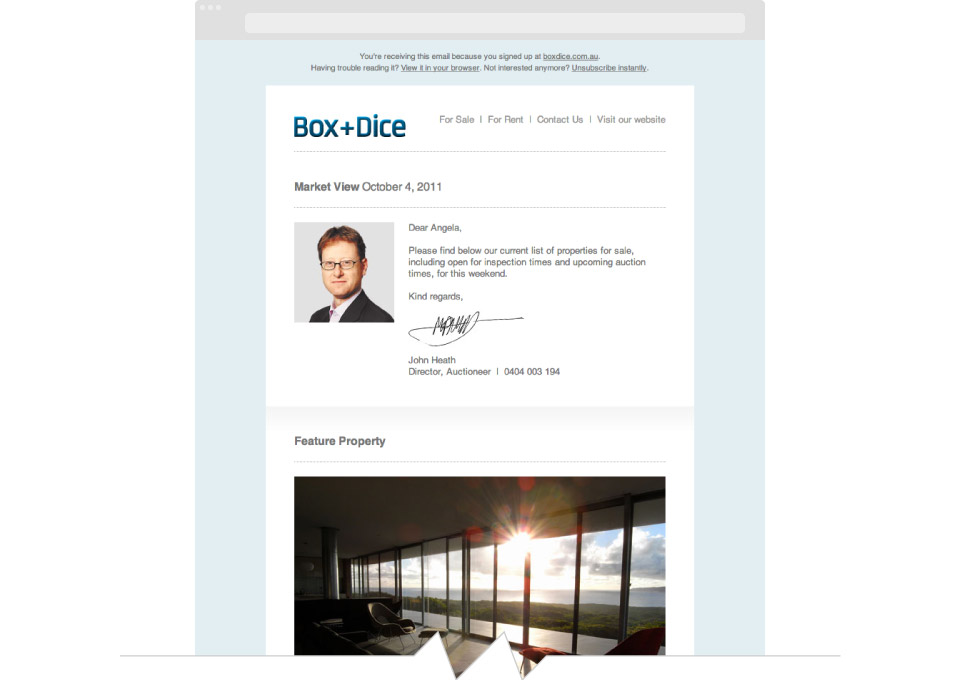 You're receiving this email because you signed up at boxdice.com.au.
Having trouble reading it? View it in your browser. Not interested anymore? Unsubscribe instantly.
Box+Dice
For Sale | For Rent | Contact Us | Visit our website
Market View October 4, 2011
Dear Angela,
Please find below our current list of properties for sale,
including open for inspection times and upcoming auction
times, for this weekend.
Kind regards,
John Heath
Director, Auctioneer | 0404 003 194
Feature Property